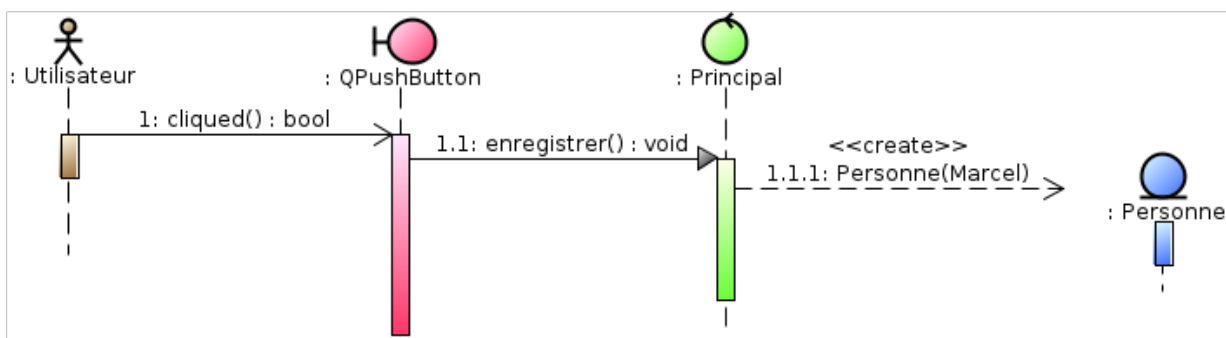 : Utilisateur
: QPushButton
: Principal
1: cliqued() : bool
1.1: enregistrer() : void
<<create>>
1.1.1: Personne(Marcel)
: Personne